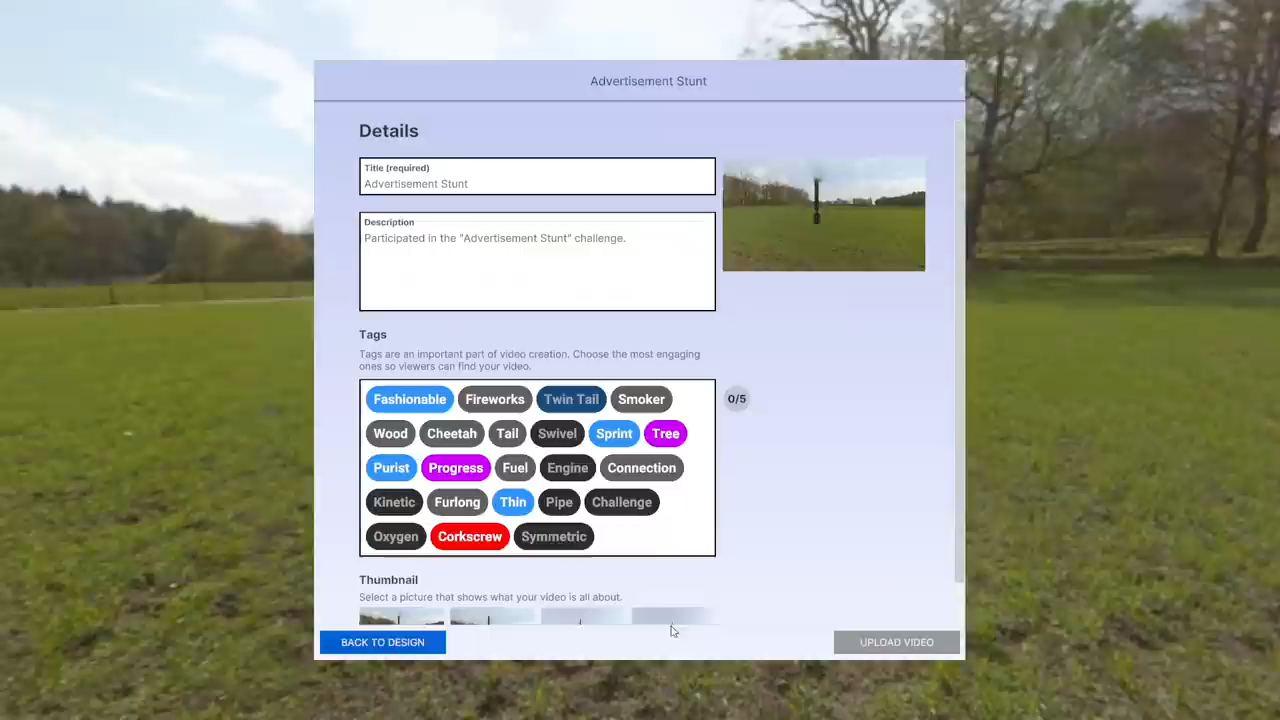 Advertisement Stunt
Details
Title (required)
Advertisement Stunt
Description
Participated in the "Advertisement Stunt" challenge.
Tags
Tags are an important part of video creation. Choose the most engaging
ones so viewers can find your video.
Fashionable Fireworks Twin Tail Smoker
0/5
Wood Cheetah Tail Swivel Sprint Tree
Purist Progress Fuel Engine Connection
Kinetic Furlong Thin Pipe Challenge
Oxygen Corkscrew Symmetric
Thumbnail
Select a picture that shows what your video is all about.
BACK TO DESIGN
UPLOAD VIDEO